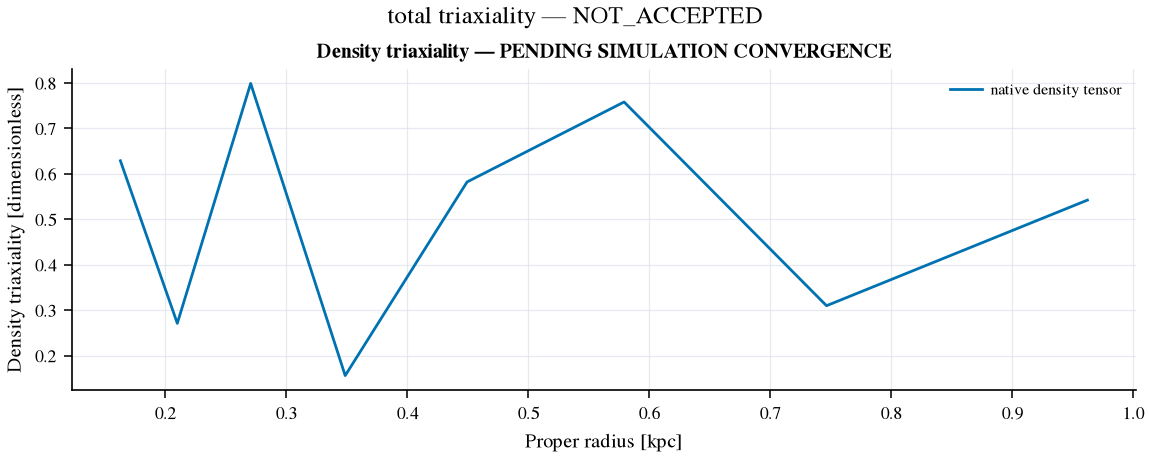 total triaxiality — NOT_ACCEPTED
Density triaxiality — PENDING SIMULATION CONVERGENCE
native density tensor
Density triaxiality [dimensionless]
0.8
0.7
0.6
0.5
0.4
0.3
0.2
0.2 0.3 0.4 0.5 0.6 0.7 0.8 0.9 1.0
Proper radius [kpc]